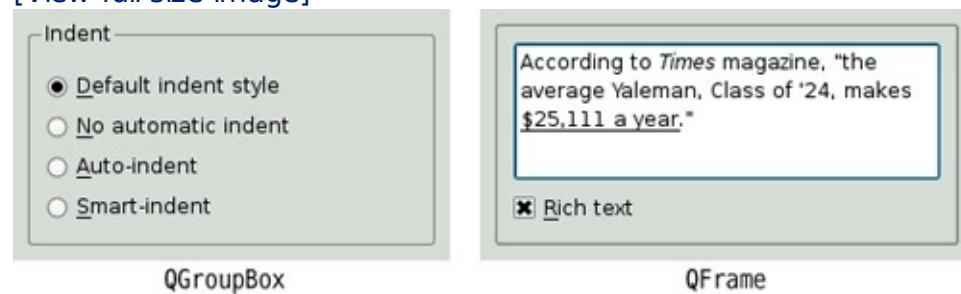 [View full size image]
Indent
Default indent style
No automatic indent
Auto-indent
Smart-indent
QGroupBox
According to Times magazine, "the
average Yaleman, Class of '24, makes
$25,111 a year."
Rich text
QFrame